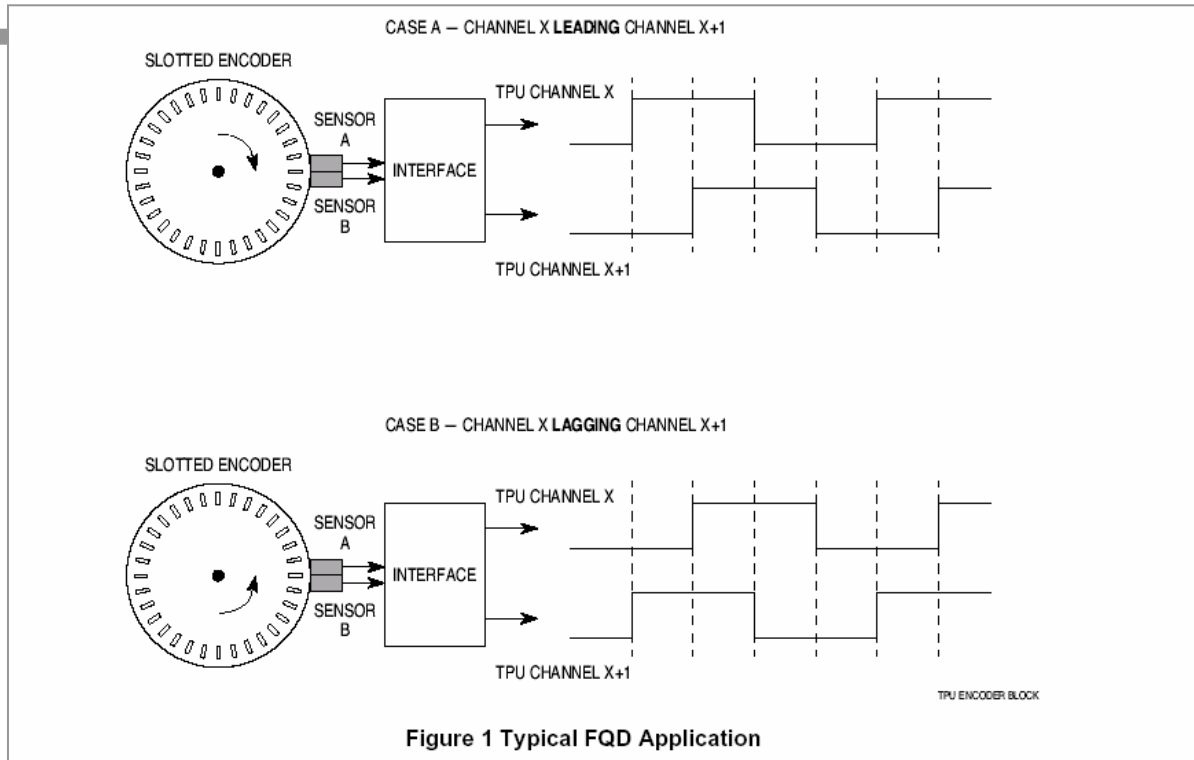 CASE A — CHANNEL X LEADING CHANNEL X+1
SLOTTED ENCODER
SENSOR
A
INTERFACE
SENSOR
B
TPU CHANNEL X
TPU CHANNEL X+1
CASE B — CHANNEL X LAGGING CHANNEL X+1
SLOTTED ENCODER
SENSOR
A
INTERFACE
SENSOR
B
TPU CHANNEL X
TPU CHANNEL X+1
TPU ENCODER BLOCK
Figure 1 Typical FQD Application